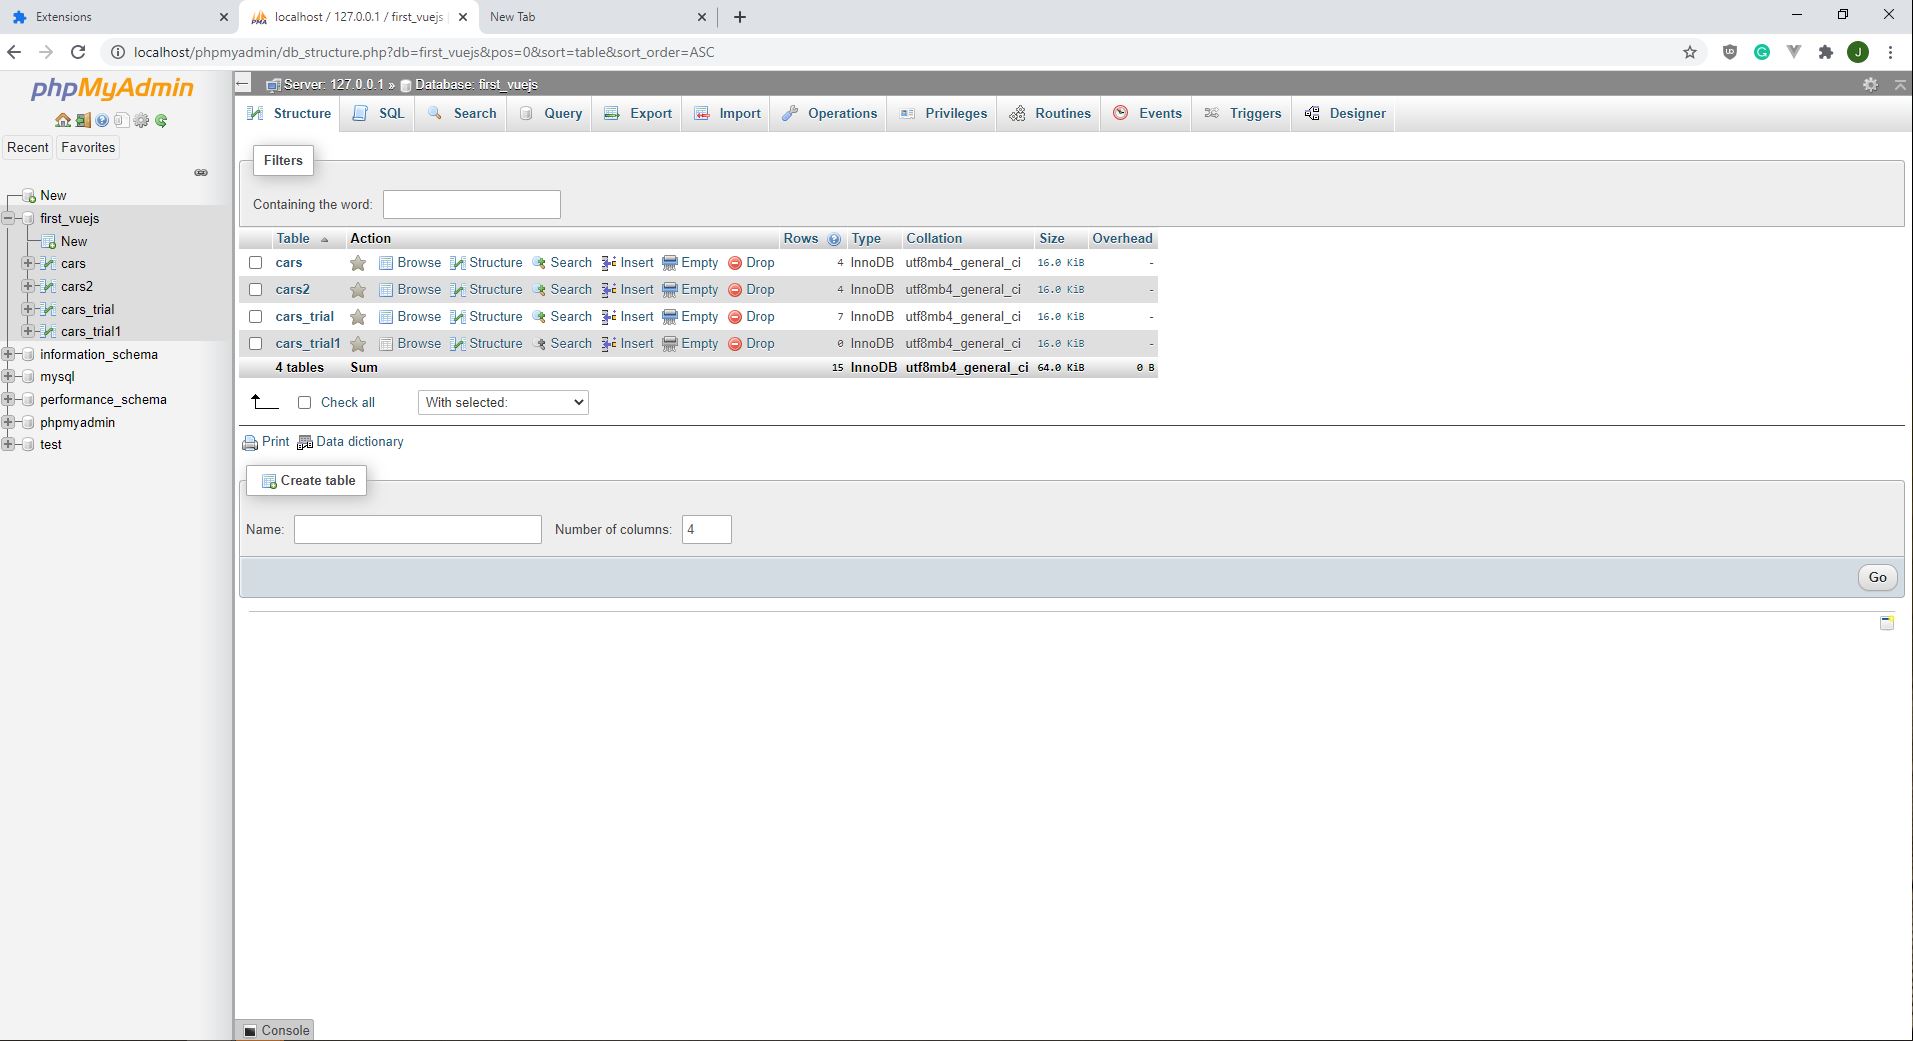 Extensions
localhost / 127.0.0.1 / first_vuejs
New Tab
localhost/phpmyadmin/db_structure.php?db=first_vuejs&pos=0&sort=table&sort_order=ASC
J
phpMyAdmin
Recent Favorites
New
first_vuejs
New
cars
cars2
cars_trial
cars_trial1
information_schema
mysql
performance_schema
phpmyadmin
test
Server: 127.0.0.1 » Database: first_vuejs
Structure SQL Search Query Export Import Operations Privileges Routines Events Triggers Designer
Filters
Containing the word:
Table Action Rows Type Collation Size Overhead
cars Browse Structure Search Insert Empty Drop 4 InnoDB utf8mb4_general_ci 16.0 KiB -
cars2 Browse Structure Search Insert Empty Drop 4 InnoDB utf8mb4_general_ci 16.0 KiB -
cars_trial Browse Structure Search Insert Empty Drop 7 InnoDB utf8mb4_general_ci 16.0 KiB -
cars_trial1 Browse Structure Search Insert Empty Drop 0 InnoDB utf8mb4_general_ci 16.0 KiB -
4 tables Sum 15 InnoDB utf8mb4_general_ci 64.0 KiB 0 B
Check all With selected:
Print Data dictionary
Create table
Name: Number of columns: 4
Go
Console